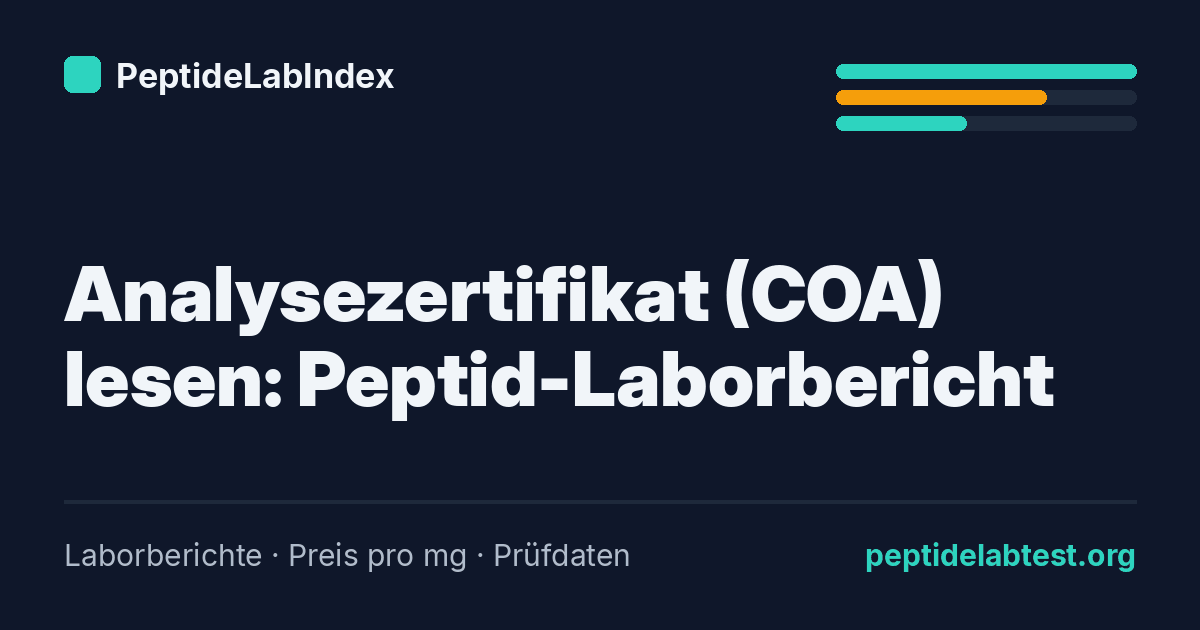 PeptideLabIndex
Analysezertifikat (COA)
lesen: Peptid-Laborbericht
Laborberichte · Preis pro mg · Prüfdaten
peptidelabtest.org